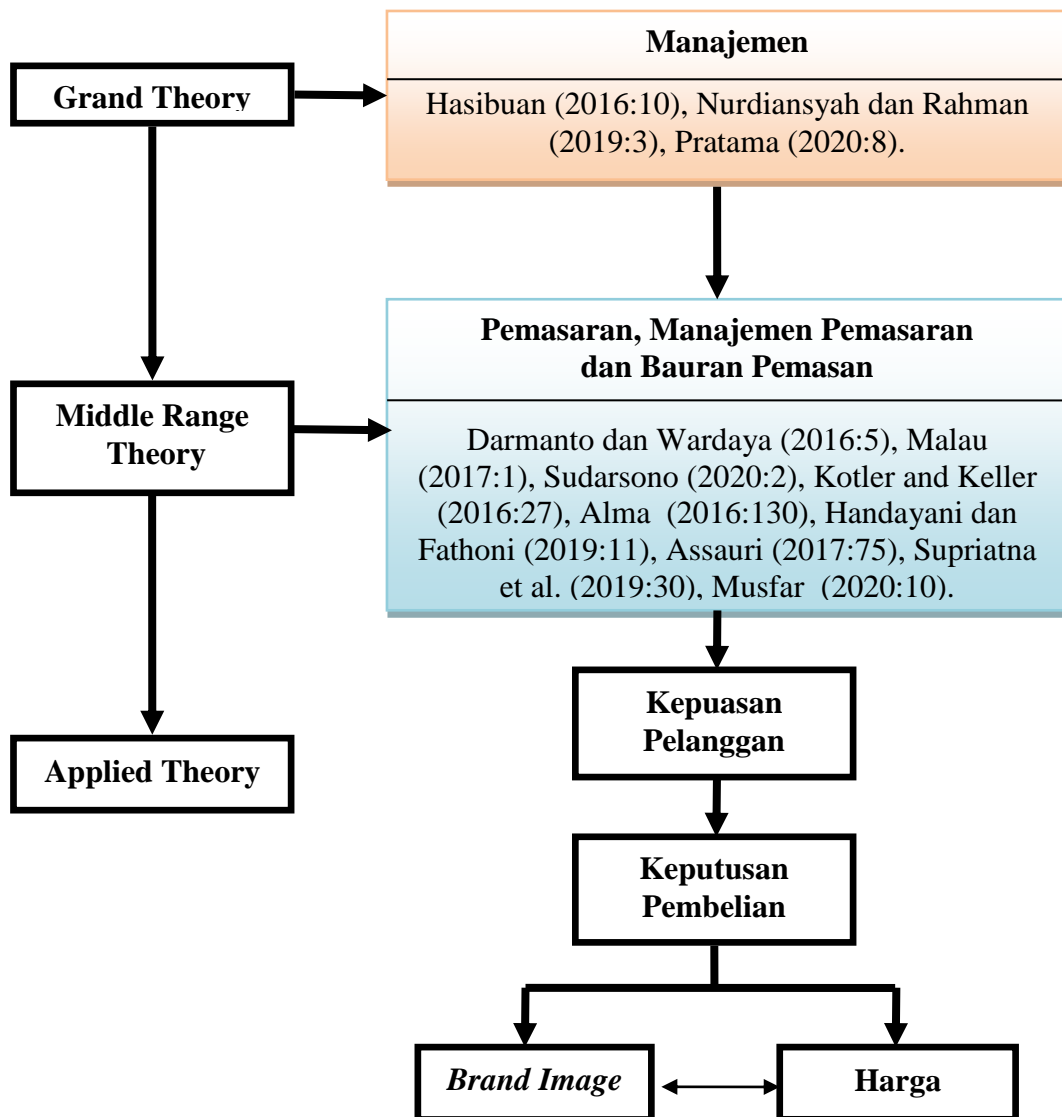 Manajemen
Grand Theory
Hasibuan (2016:10), Nurdiansyah dan Rahman
(2019:3), Pratama (2020:8).
Pemasaran, Manajemen Pemasaran
dan Bauran Pemasan
Middle Range
Theory
Darmanto dan Wardaya (2016:5), Malau
(2017:1), Sudarsono (2020:2), Kotler and Keller
(2016:27), Alma (2016:130), Handayani dan
Fathoni (2019:11), Assauri (2017:75), Supriatna
et al. (2019:30), Musfar (2020:10).
Kepuasan
Pelanggan
Applied Theory
Keputusan
Pembelian
Brand Image
Harga